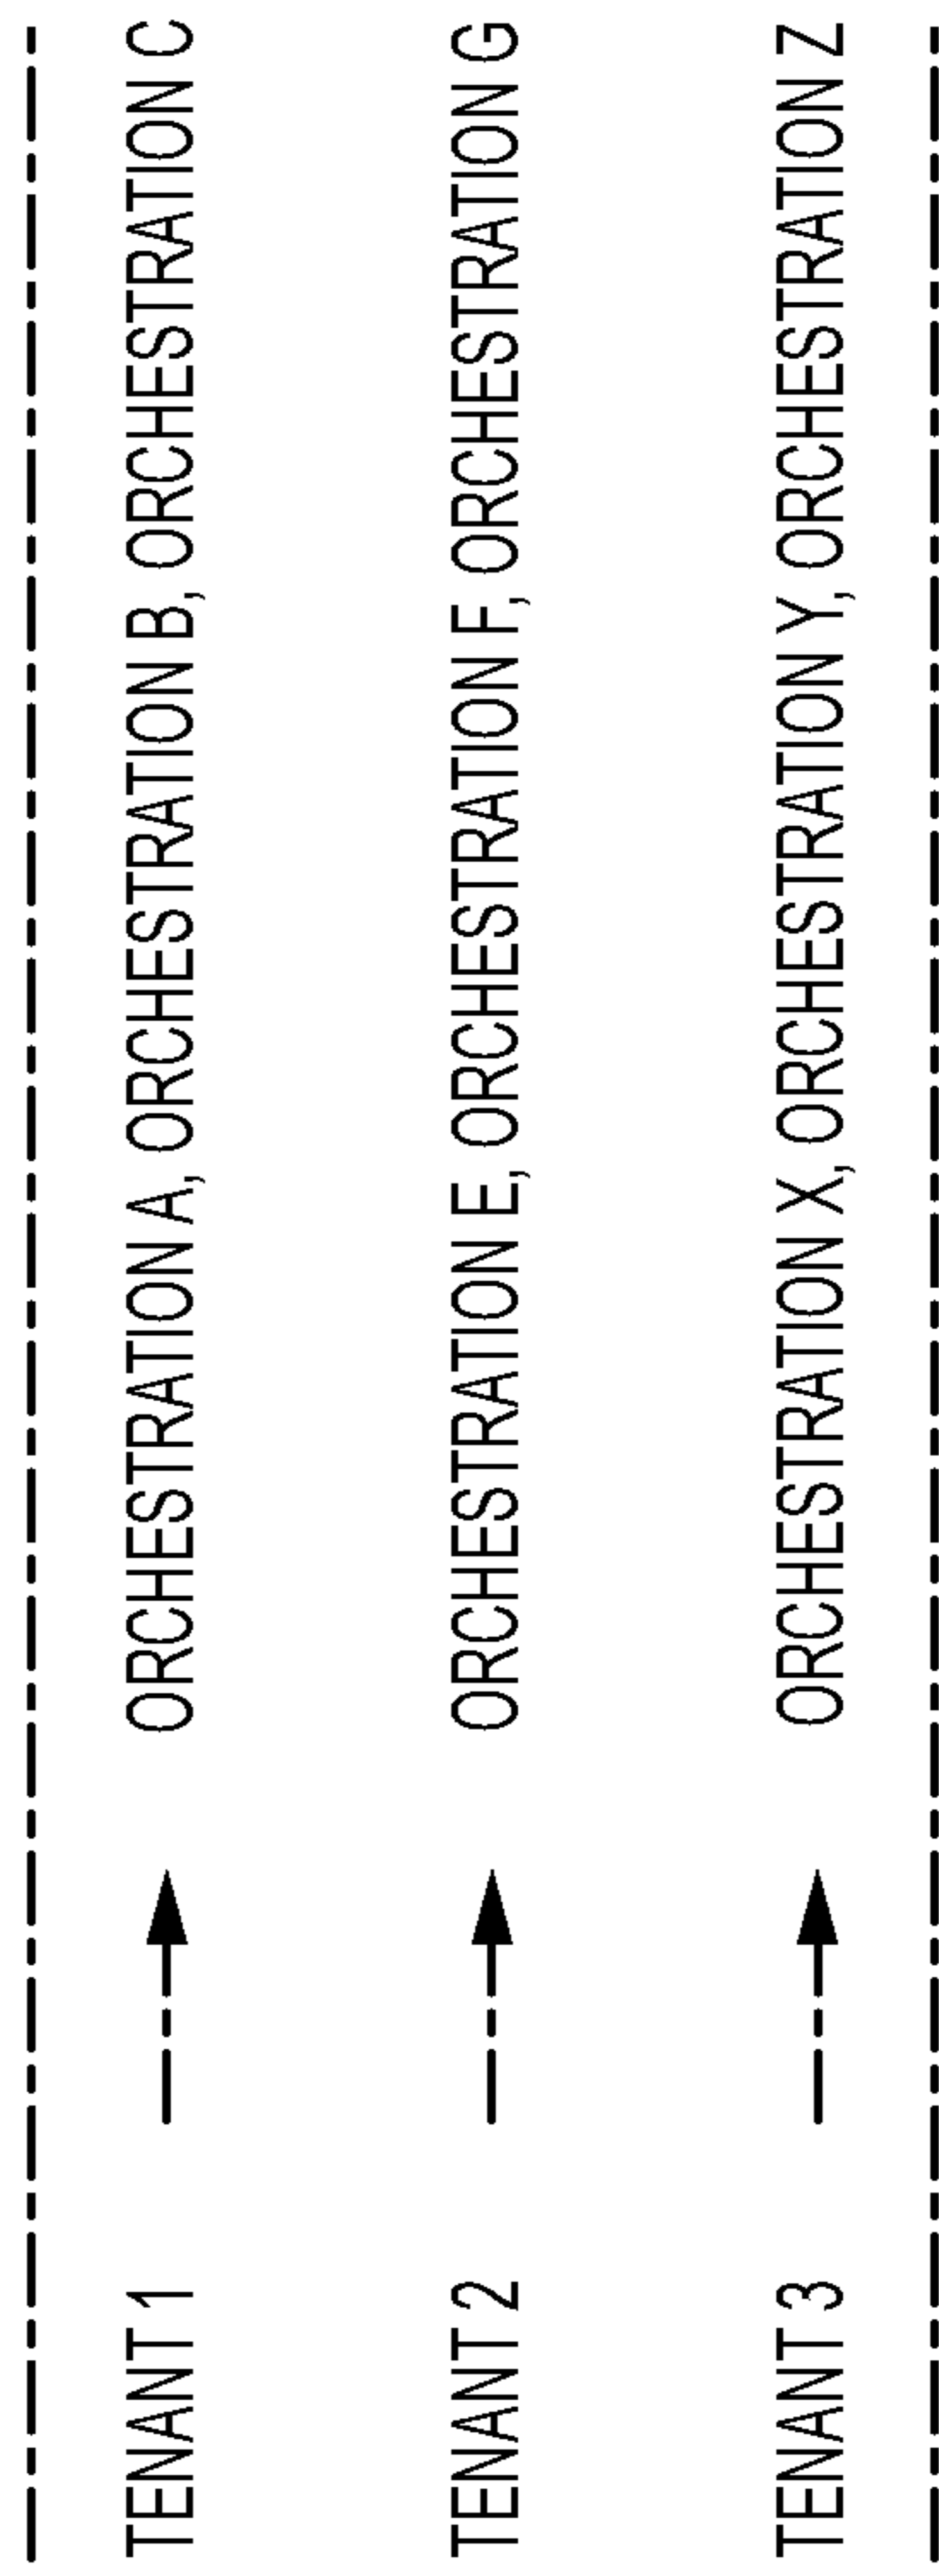 TENANT 1 ORCHESTRATION A, ORCHESTRATION B, ORCHESTRATION C
TENANT 2 ORCHESTRATION E, ORCHESTRATION F, ORCHESTRATION G
TENANT 3 ORCHESTRATION X, ORCHESTRATION Y, ORCHESTRATION Z